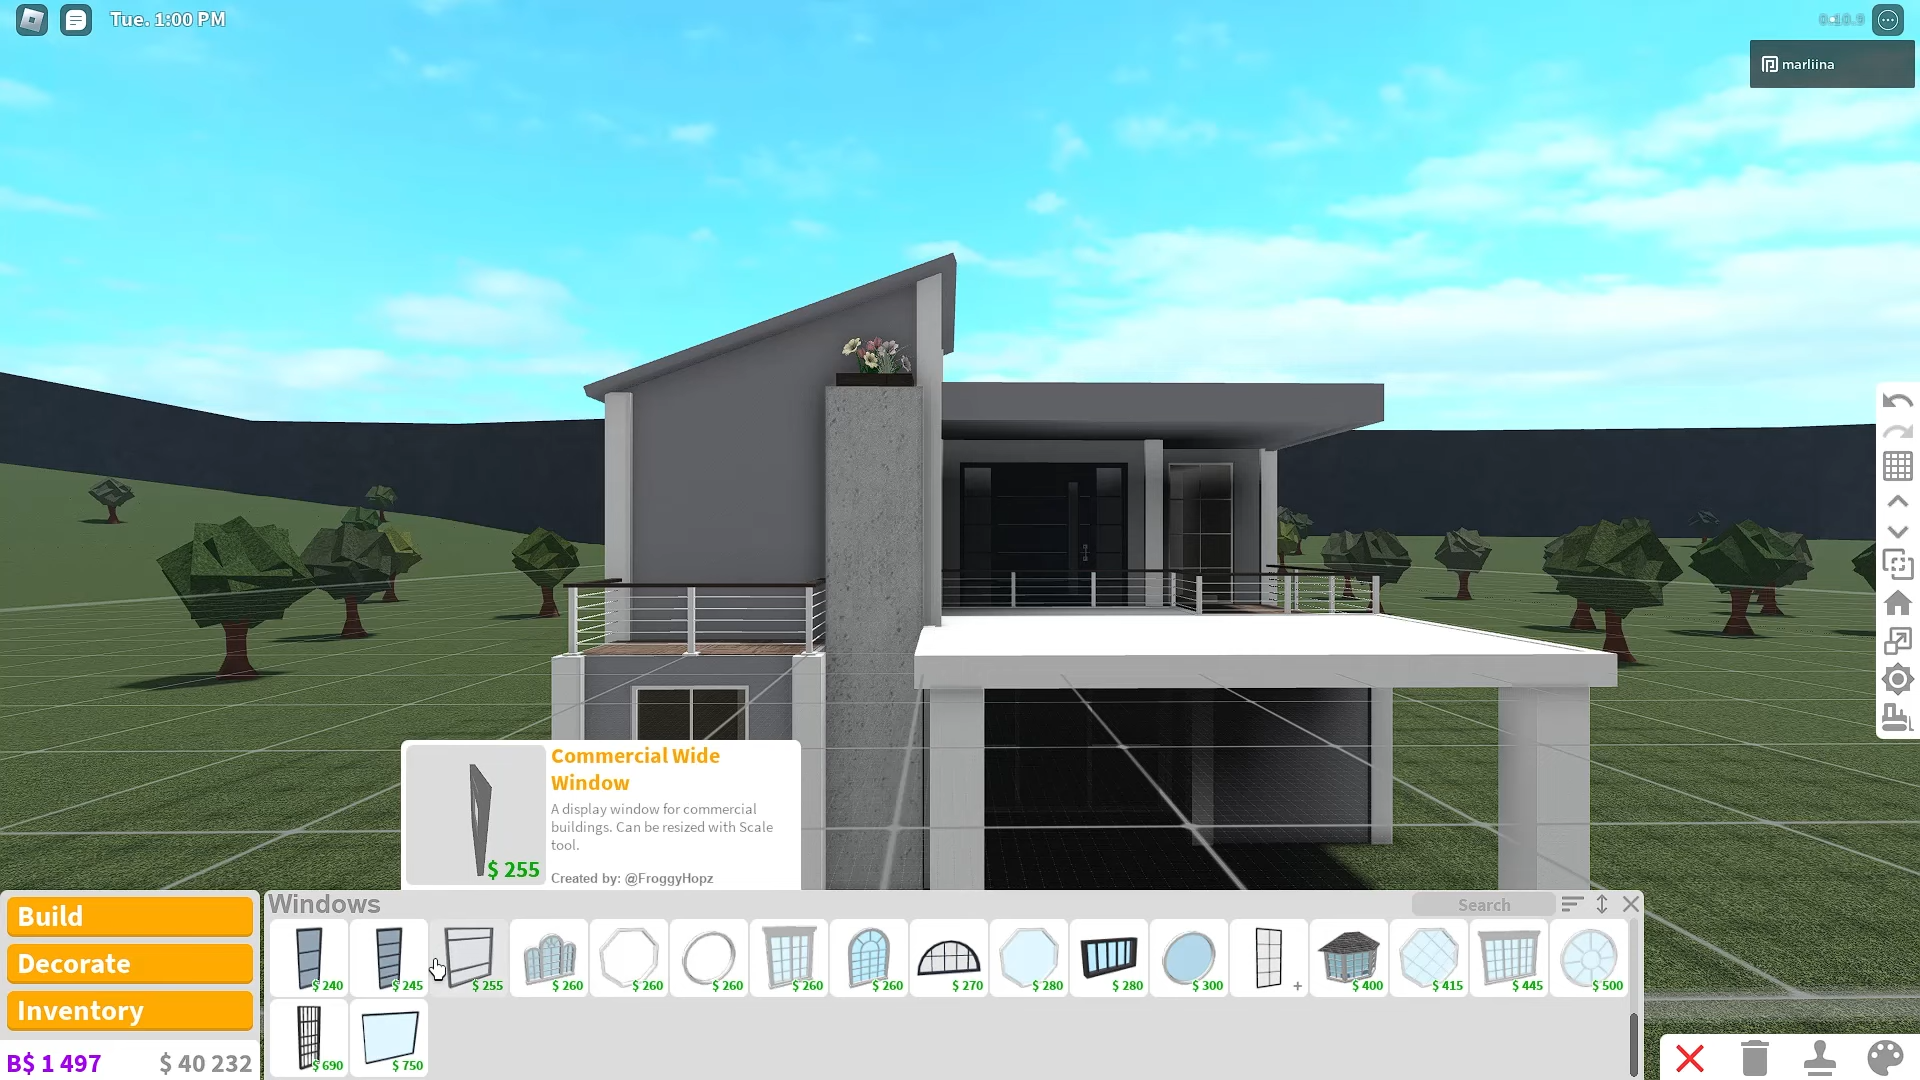 Tue. 1:00 PM
marliina
Commercial Wide
Window
A display window for commercial
buildings. Can be resized with Scale
tool.
$ 255
Created by: @FroggyHopz
Build
Decorate
Inventory
B$ 1 497
$ 40 232
Windows
Search
$ 240
$ 245
$ 255
$ 260
$ 260
$ 260
$ 260
$ 260
$ 270
$ 280
$ 280
$ 300
+
$ 400
$ 415
$ 445
$ 500
$ 690
$ 750